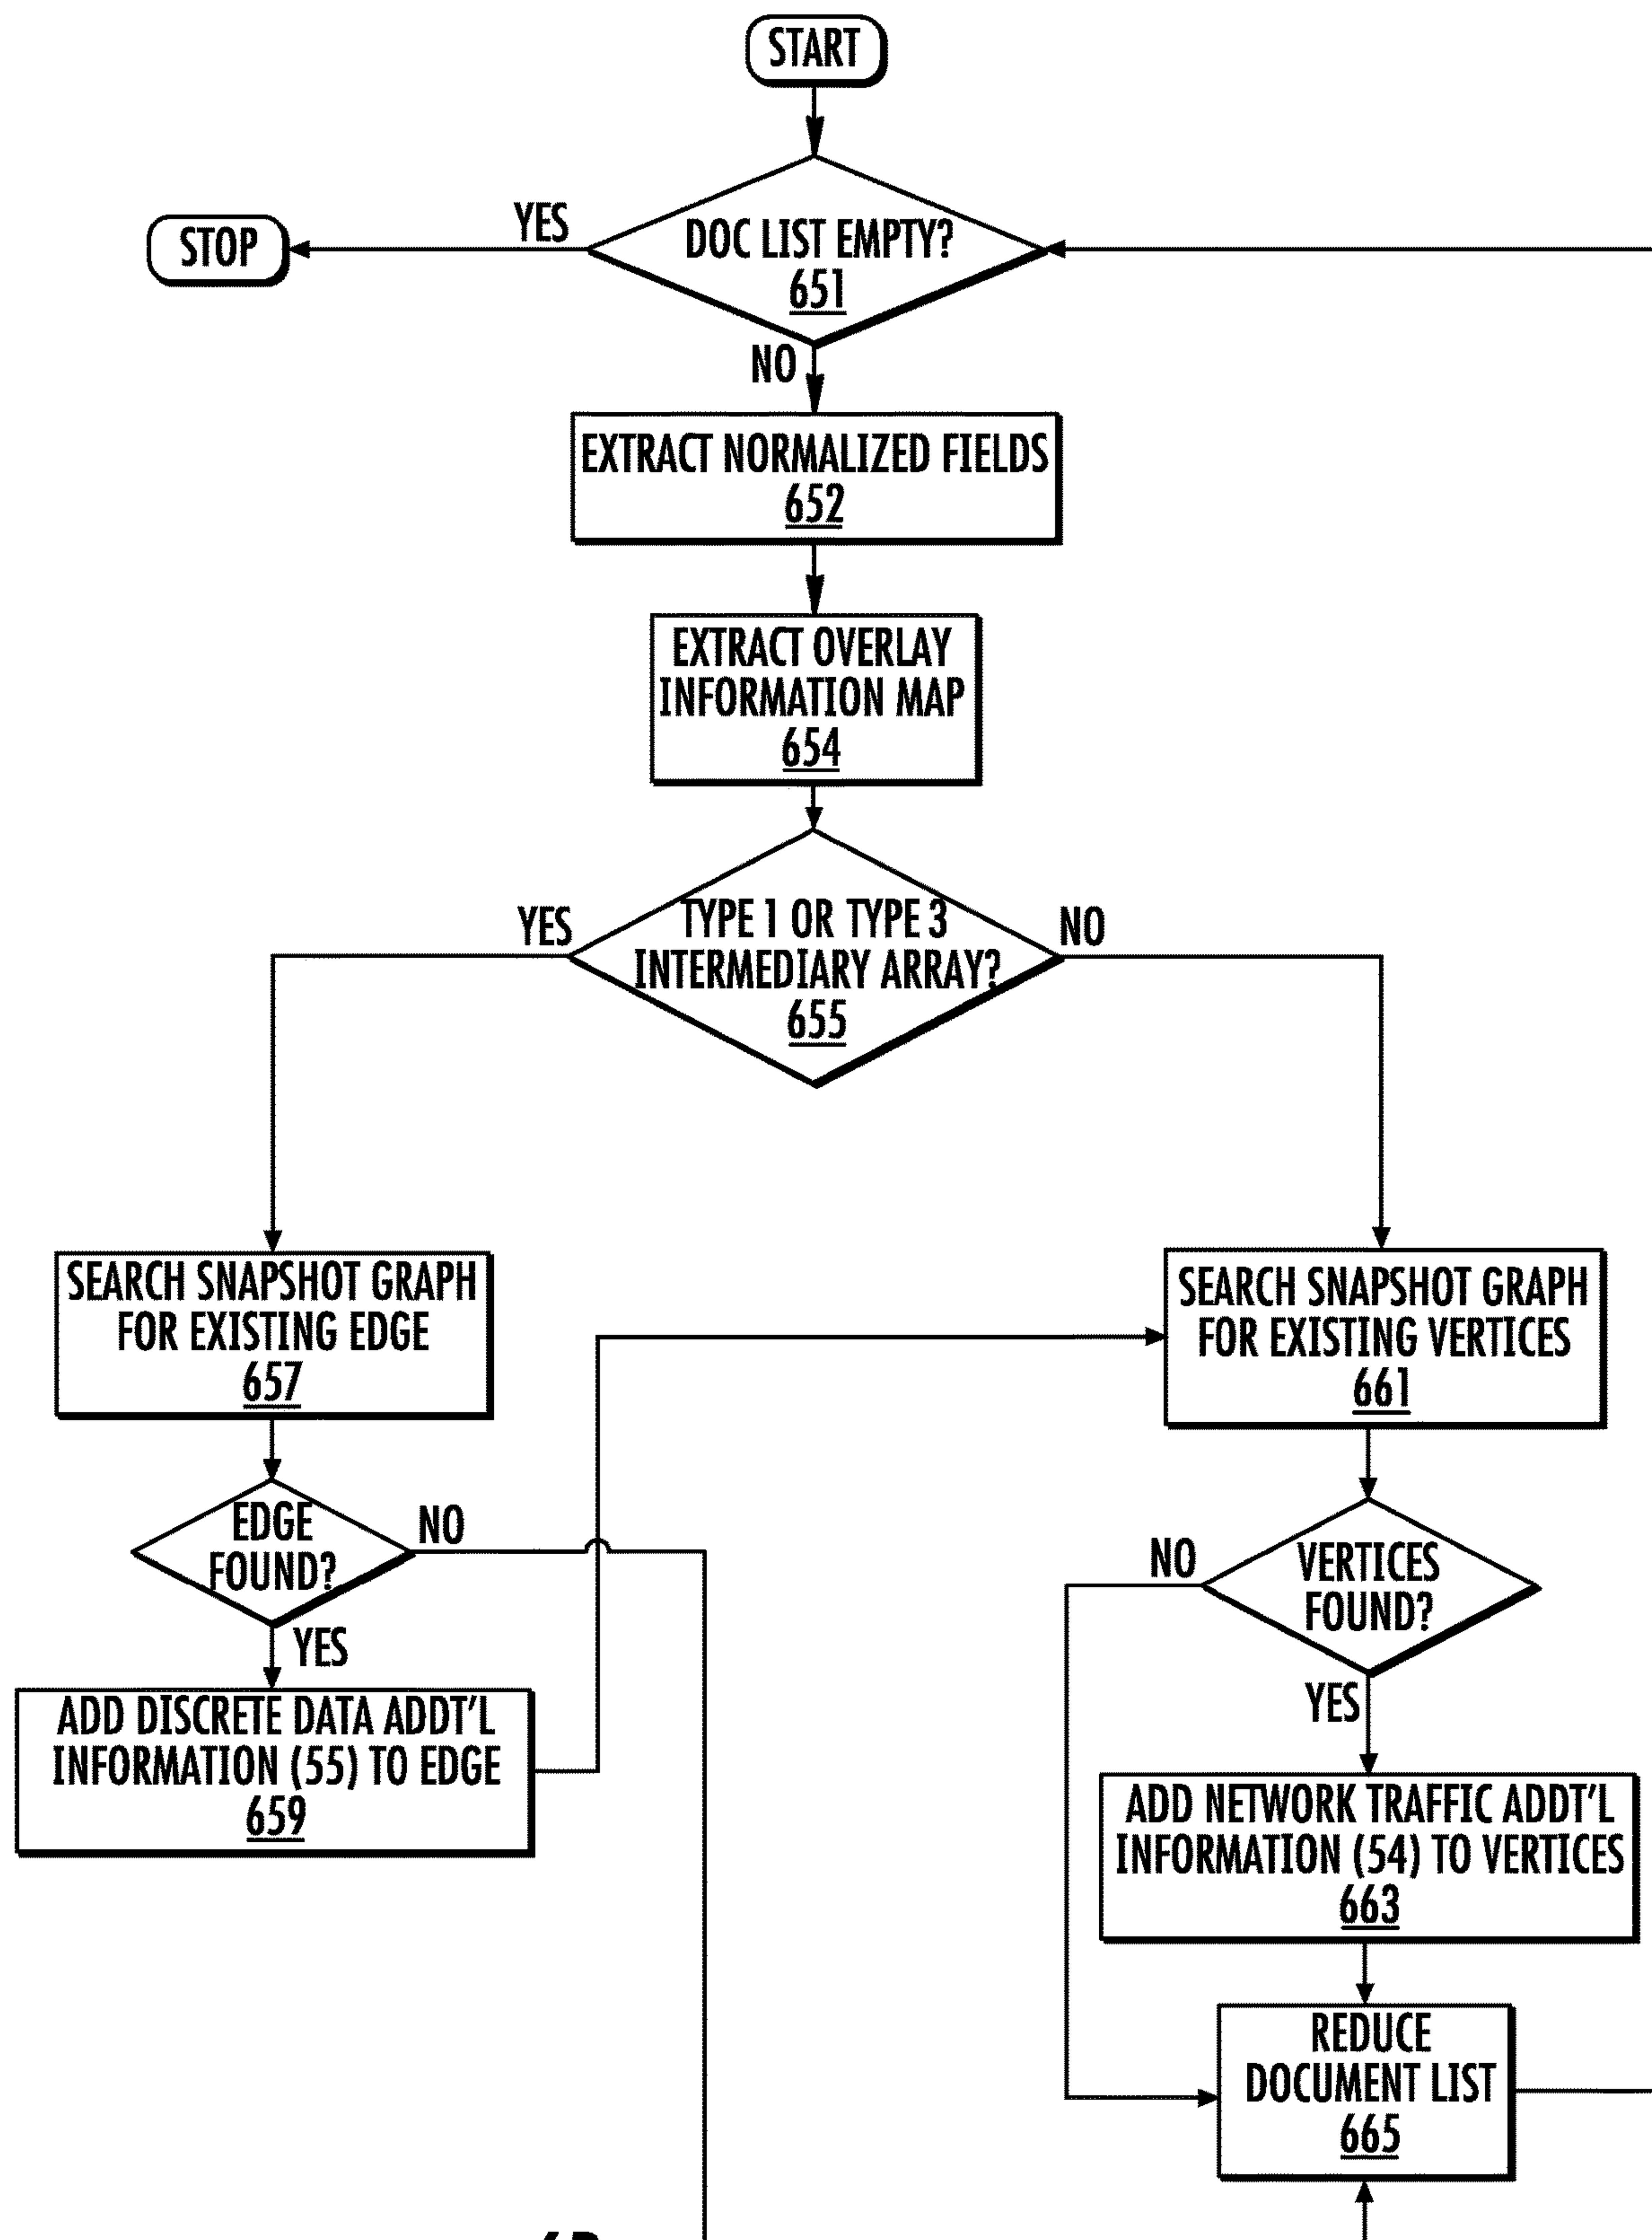 START
YES
DOC LIST EMPTY?
651
STOP
NO
EXTRACT NORMALIZED FIELDS
652
EXTRACT OVERLAY
INFORMATION MAP
654
YES
TYPE 1 OR TYPE 3
INTERMEDIARY ARRAY?
655
NO
SEARCH SNAPSHOT GRAPH
FOR EXISTING EDGE
657
SEARCH SNAPSHOT GRAPH
FOR EXISTING VERTICES
661
EDGE
FOUND?
NO
YES
NO
VERTICES
FOUND?
YES
ADD DISCRETE DATA ADDT'L
INFORMATION (55) TO EDGE
659
ADD NETWORK TRAFFIC ADDT'L
INFORMATION (54) TO VERTICES
663
REDUCE
DOCUMENT LIST
665